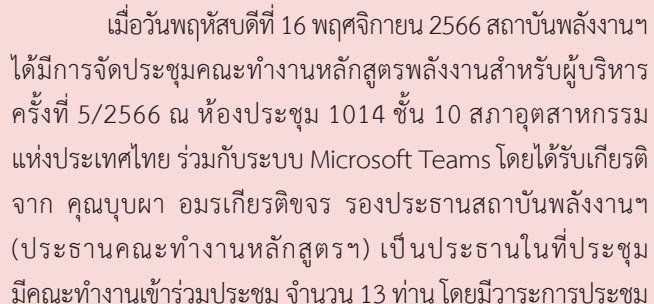 เมื่อวันพฤหัสบดีที่ 16 พฤศจิกายน 2566 สถาบันพลังงานฯ
ได้มีการจัดประชุมคณะทำงานหลักสูตรพลังงานสำหรับผู้บริหาร
ครั้งที่ 5/2566 ณ ห้องประชุม 1014 ชั้น 10 สภาอุตสาหกรรม
แห่งประเทศไทย ร่วมกับระบบ Microsoft Teams โดยได้รับเกียรติ
จาก คุณบุบผา อมรเกียรติขจร รองประธานสถาบันพลังงานฯ
(ประธานคณะทำงานหลักสูตรฯ) เป็นประธานในที่ประชุม
มีคณะทำงานเข้าร่วมประชุม จำนวน 13 ท่าน โดยมีวาระการประชุม